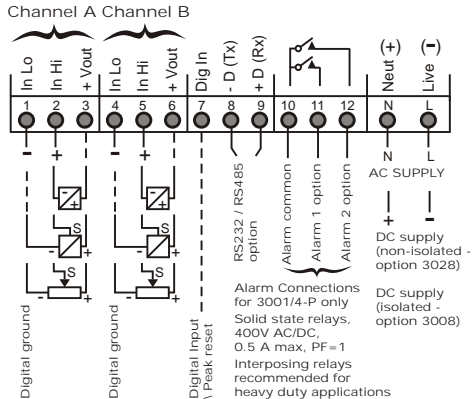 Channel A Channel B
In Lo
In Hi
+ Vout
In Lo
In Hi
+ Vout
Dig In
- D (Tx)
+ D (Rx)
Neut (+)
Live (-)
1 2 3 4 5 6 7 8 9 10 11 12 N L
- + - +
N L
AC SUPPLY
+ -
DC supply
(non-isolated -
option 3028)
DC supply
(isolated -
option 3008)
- +
- +
S S
- + - +
S S
- + - +
Digital ground
Digital ground
Digital Input
\ Peak reset
RS232 / RS485
option
Alarm common
Alarm 1 option
Alarm 2 option
Alarm Connections
for 3001/4-P only
Solid state relays,
400V AC/DC,
0.5 A max, PF=1
Interposing relays
recommended for
heavy duty applications